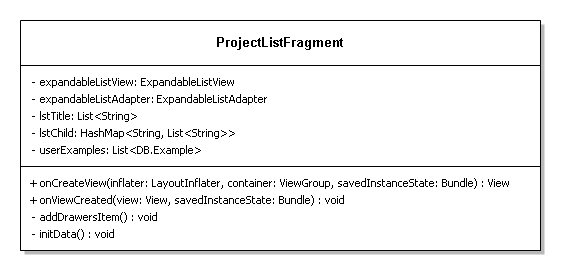 ProjectListFragment
- expandableListView: ExpandableListView
- expandableListAdapter: ExpandableListAdapter
- lstTitle: List<String>
- lstChild: HashMap<String, List<String>>
- userExamples: List<DB.Example>
+ onCreateView(inflater: LayoutInflater, container: ViewGroup, savedInstanceState: Bundle) : View
+ onViewCreated(view: View, savedInstanceState: Bundle) : void
- addDrawersItem() : void
- initData() : void